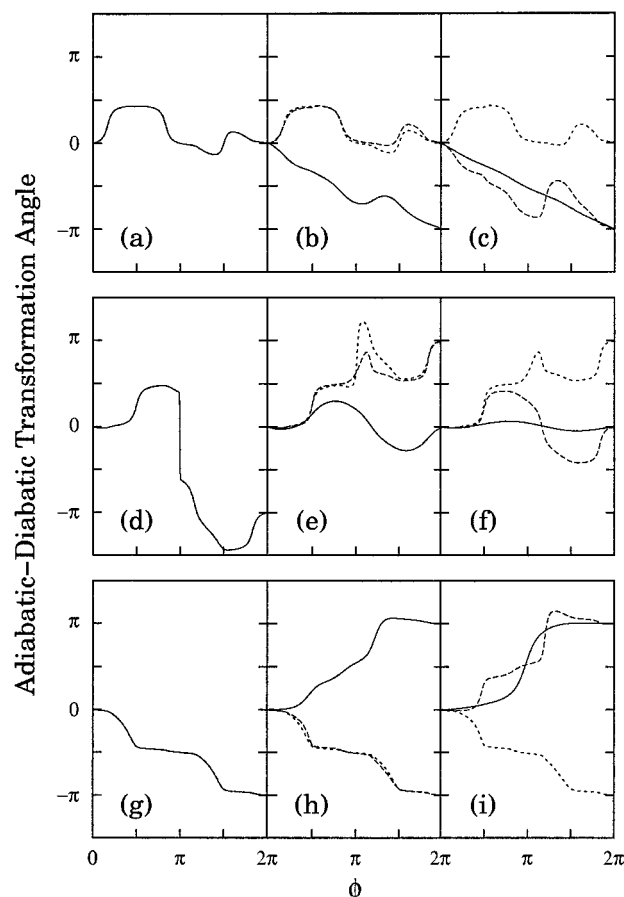 Adiabatic–Diabatic Transformation Angle
π
0
−π
(a)
(b)
(c)
π
0
−π
(d)
(e)
(f)
π
0
−π
(g)
(h)
(i)
0
π
2π
π
2π
π
2π
ϕ